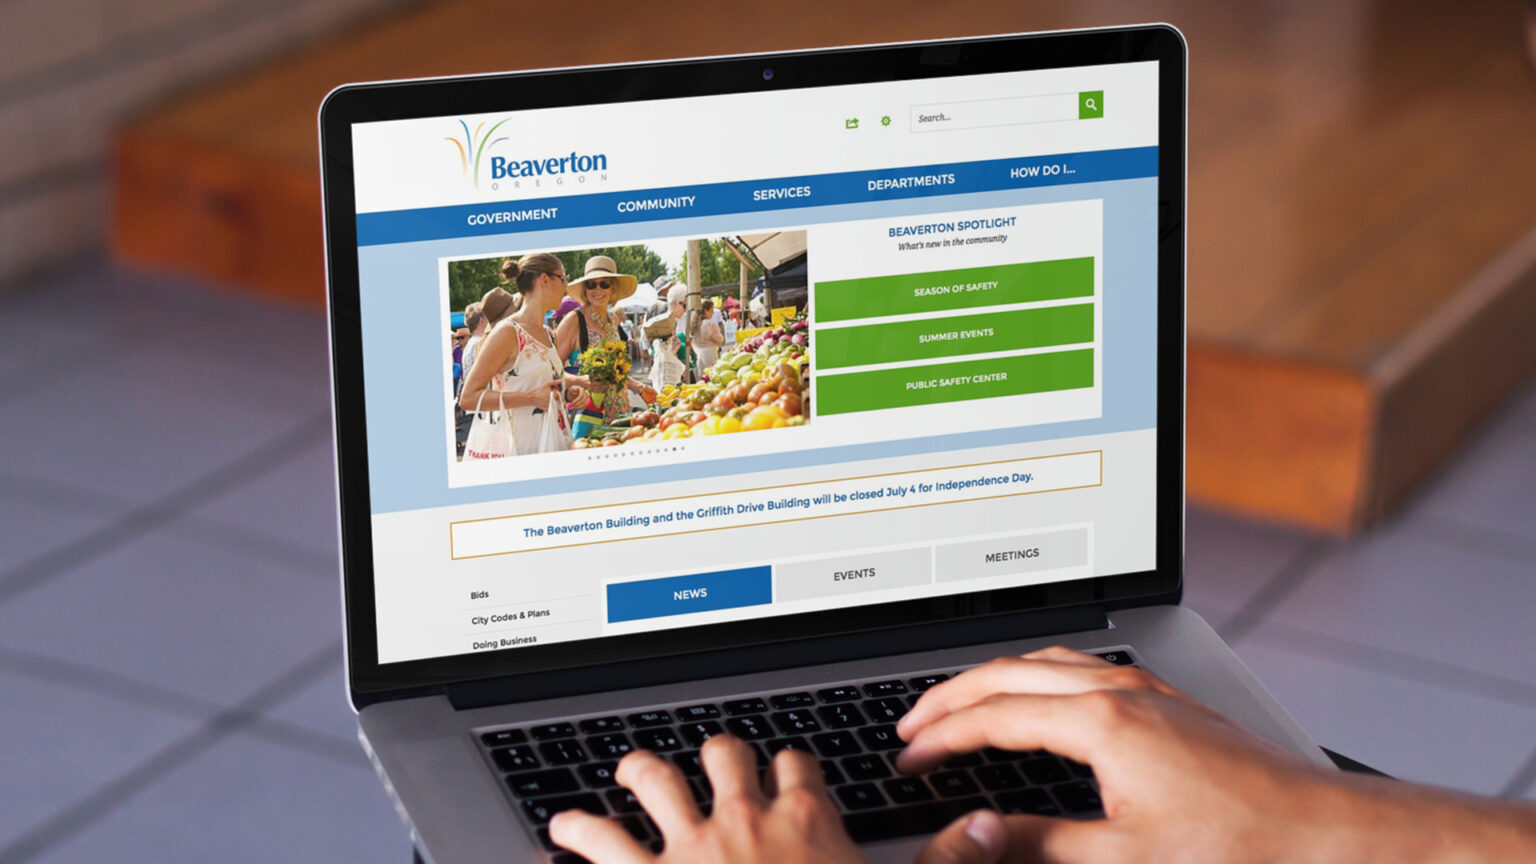 Beaverton
OREGON
Search...
GOVERNMENT
COMMUNITY
SERVICES
DEPARTMENTS
HOW DO I...
BEAVERTON SPOTLIGHT
What's new in the community
SEASON OF SAFETY
SUMMER EVENTS
PUBLIC SAFETY CENTER
THANK YOU
The Beaverton Building and the Griffith Drive Building will be closed July 4 for Independence Day.
NEWS
EVENTS
MEETINGS
Bids
City Codes & Plans
Doing Business